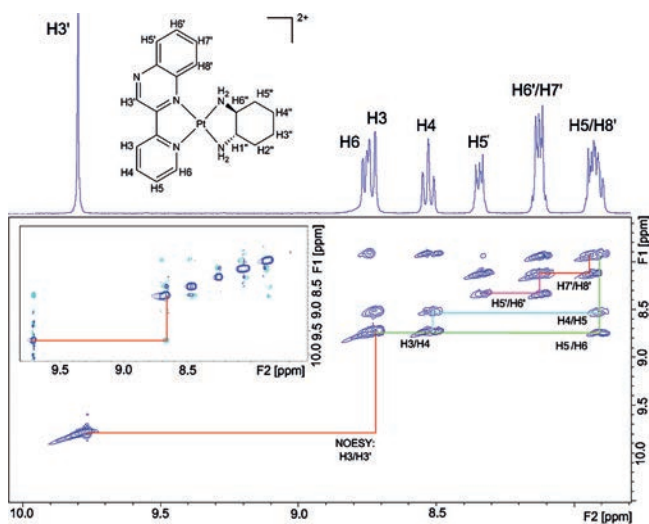 H3'
2+
H6'
H5'
H7'
H8'
N
N
H3'
H2
N
H6''
H5''
H4''
H3''
H2''
Pt
N
N
H2
H1''
H3
H4
H5
H6
H6
H3
H4
H5'
H6'/H7'
H5/H8'
F1 [ppm]
8.5
9.0
9.5
10.0
9.5
9.0
8.5
F2 [ppm]
H7'/H8'
H5'/H6'
H4/H5
H3/H4
H5/H6
NOESY:
H3/H3'
F1 [ppm]
8.5
9.0
9.5
10.0
10.0
9.5
9.0
8.5
F2 [ppm]